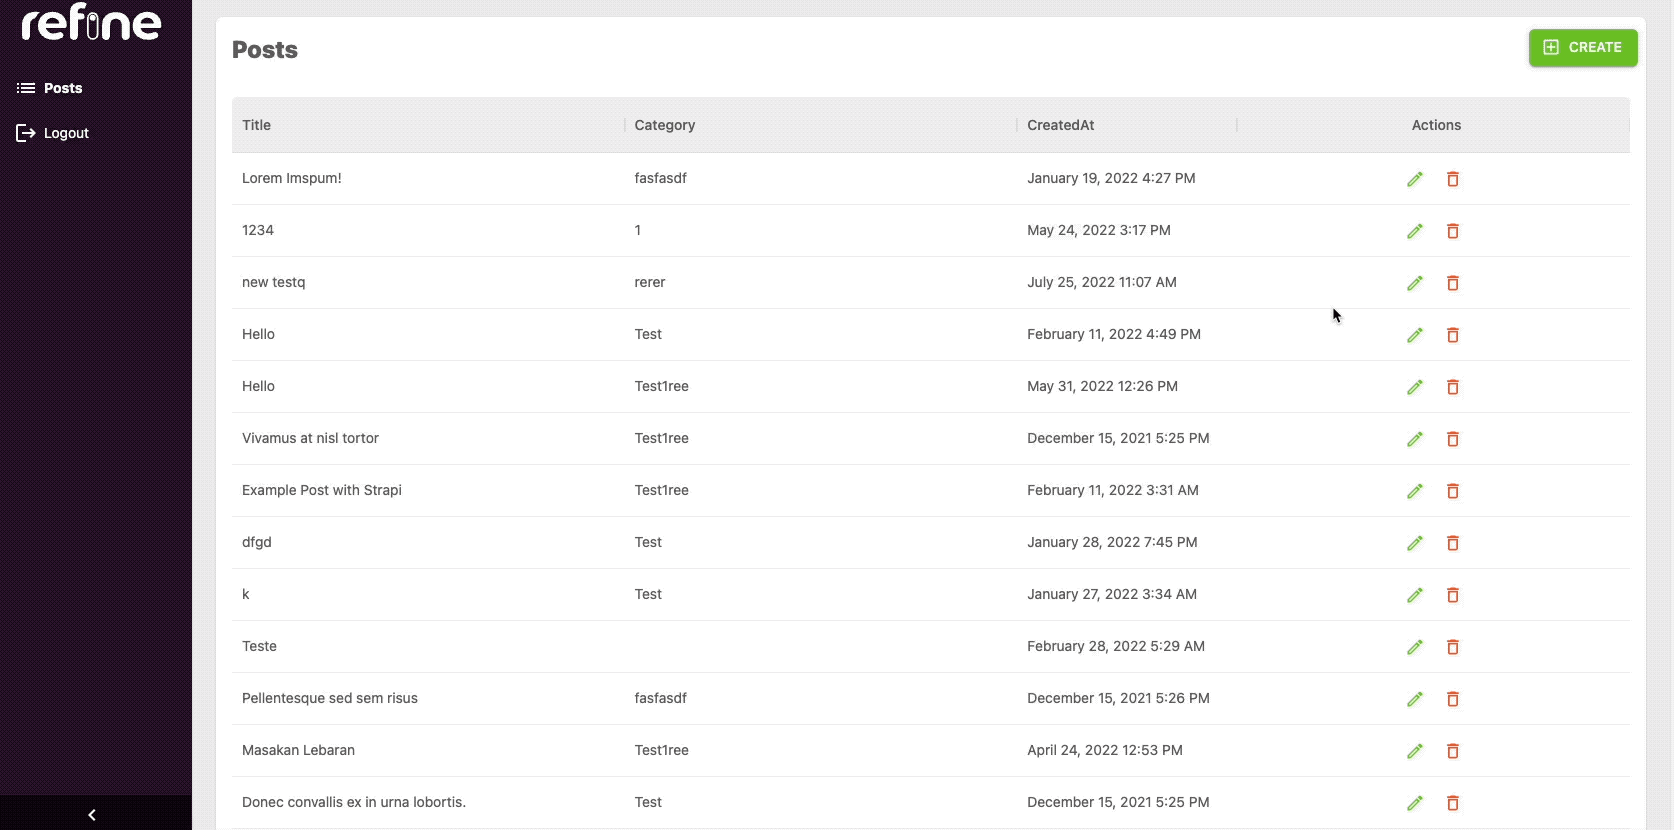 refine
Posts
Logout
Posts
CREATE
Title Category CreatedAt Actions
Lorem Imspum! fasfasdf January 19, 2022 4:27 PM
1234 1 May 24, 2022 3:17 PM
new testq rerer July 25, 2022 11:07 AM
Hello Test February 11, 2022 4:49 PM
Hello Test1ree May 31, 2022 12:26 PM
Vivamus at nisl tortor Test1ree December 15, 2021 5:25 PM
Example Post with Strapi Test1ree February 11, 2022 3:31 AM
dfgd Test January 28, 2022 7:45 PM
k Test January 27, 2022 3:34 AM
Teste February 28, 2022 5:29 AM
Pellentesque sed sem risus fasfasdf December 15, 2021 5:26 PM
Masakan Lebaran Test1ree April 24, 2022 12:53 PM
Donec convallis ex in urna lobortis. Test December 15, 2021 5:25 PM